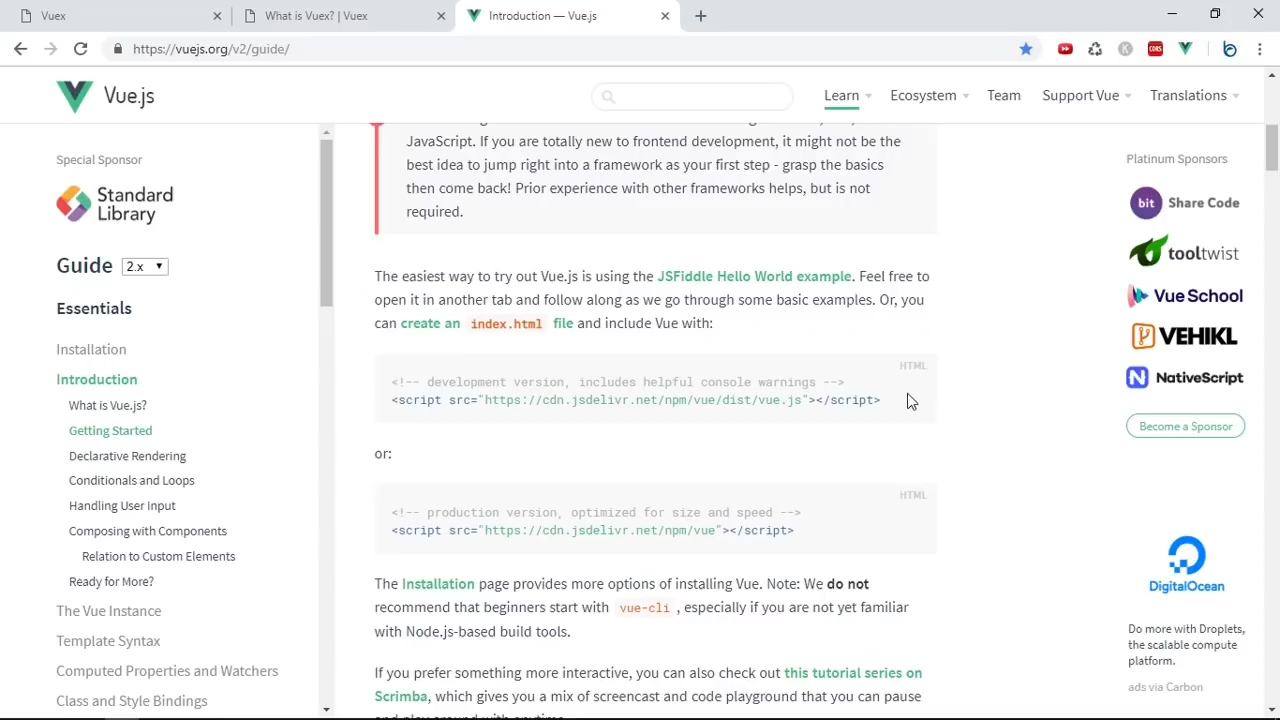 Vuex
What is Vuex? | Vuex
Introduction — Vue.js
https://vuejs.org/v2/guide/
Vue.js
Learn
Ecosystem
Team
Support Vue
Translations
Special Sponsor
Standard
Library
Guide 2.x
Essentials
Installation
Introduction
What is Vue.js?
Getting Started
Declarative Rendering
Conditionals and Loops
Handling User Input
Composing with Components
Relation to Custom Elements
Ready for More?
The Vue Instance
Template Syntax
Computed Properties and Watchers
Class and Style Bindings
JavaScript. If you are totally new to frontend development, it might not be the
best idea to jump right into a framework as your first step - grasp the basics
then come back! Prior experience with other frameworks helps, but is not
required.
The easiest way to try out Vue.js is using the JSFiddle Hello World example. Feel free to
open it in another tab and follow along as we go through some basic examples. Or, you
can create an index.html file and include Vue with:
HTML
<!-- development version, includes helpful console warnings -->
<script src="https://cdn.jsdelivr.net/npm/vue/dist/vue.js"></script>
or:
HTML
<!-- production version, optimized for size and speed -->
<script src="https://cdn.jsdelivr.net/npm/vue"></script>
The Installation page provides more options of installing Vue. Note: We do not
recommend that beginners start with vue-cli , especially if you are not yet familiar
with Node.js-based build tools.
If you prefer something more interactive, you can also check out this tutorial series on
Scrimba, which gives you a mix of screencast and code playground that you can pause
Platinum Sponsors
bit Share Code
tooltwist
Vue School
VEHIKL
NativeScript
Become a Sponsor
DigitalOcean
Do more with Droplets,
the scalable compute
platform.
ads via Carbon